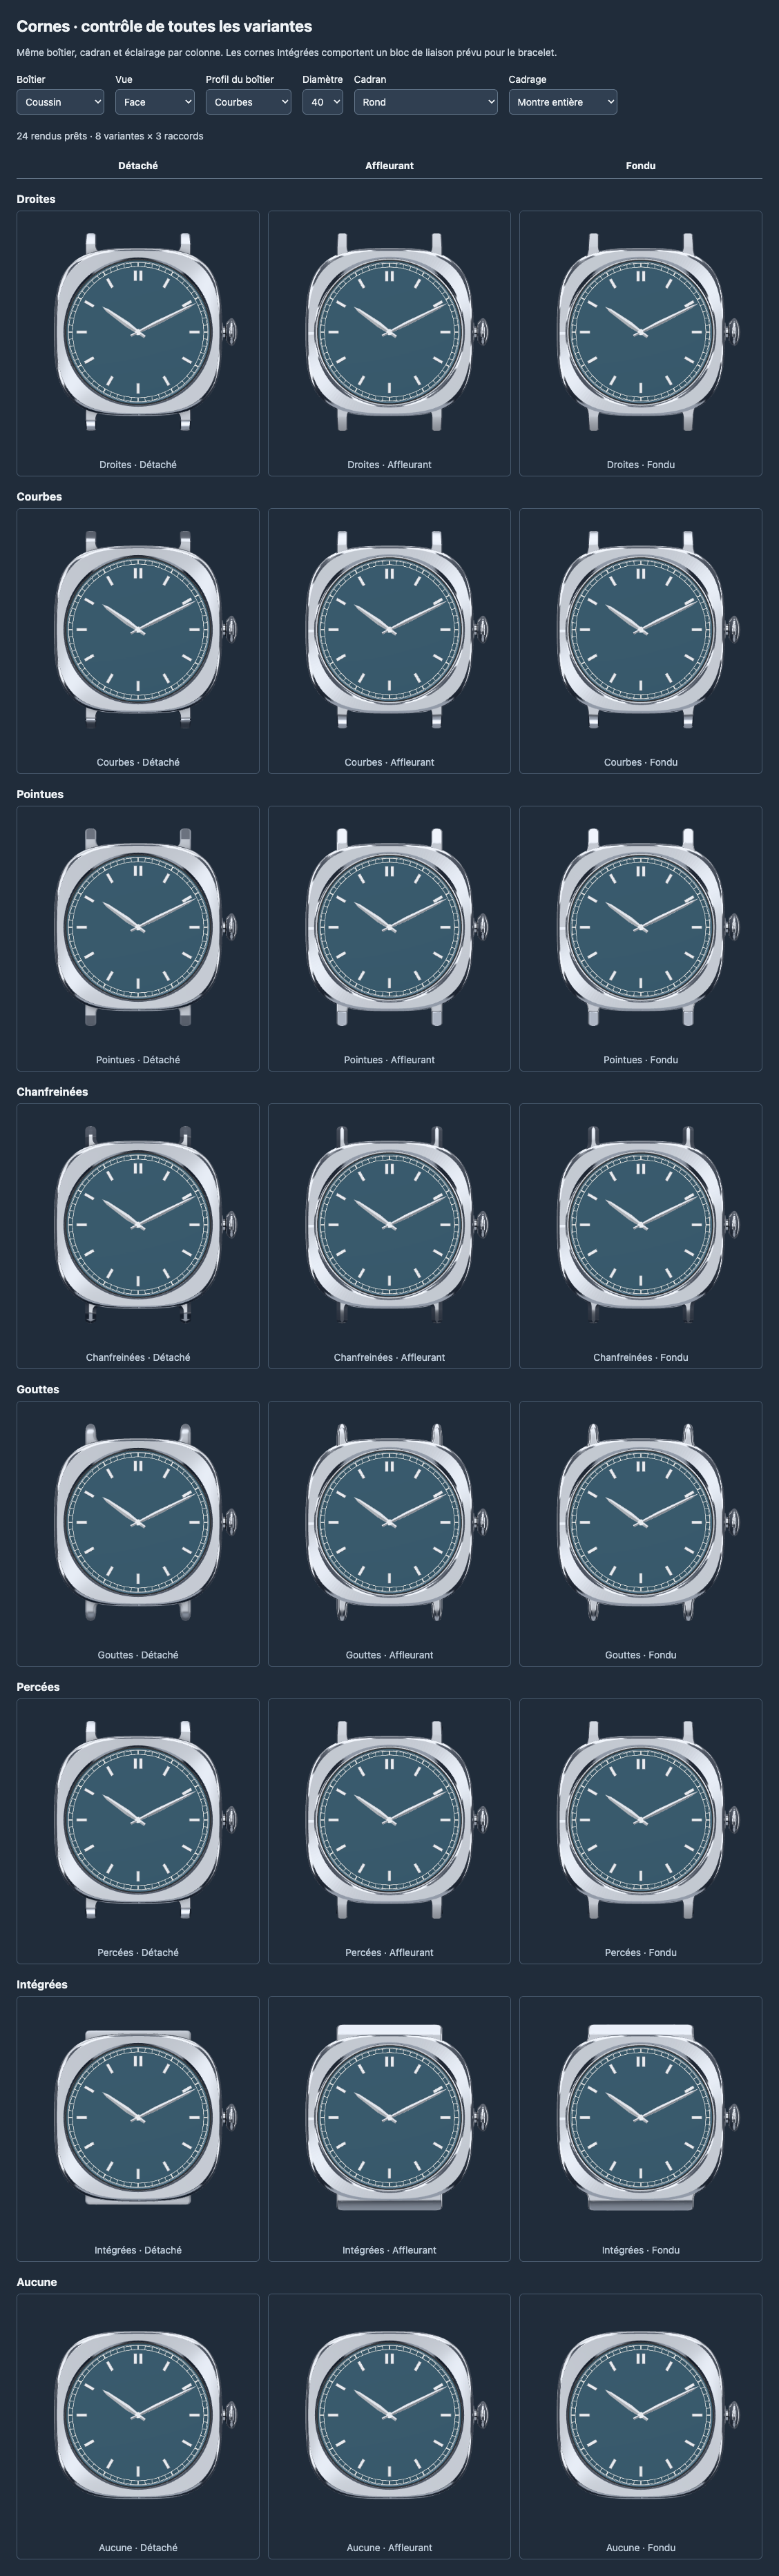 Cornes · contrôle de toutes les variantes
Même boîtier, cadran et éclairage par colonne. Les cornes Intégrées comportent un bloc de liaison prévu pour le bracelet.
Boîtier Vue Profil du boîtier Diamètre Cadran Cadrage
Coussin Face Courbes 40 Rond Montre entière
24 rendus prêts · 8 variantes × 3 raccords
Détaché Affleurant Fondu
Droites
Droites · Détaché Droites · Affleurant Droites · Fondu
Courbes
Courbes · Détaché Courbes · Affleurant Courbes · Fondu
Pointues
Pointues · Détaché Pointues · Affleurant Pointues · Fondu
Chanfreinées
Chanfreinées · Détaché Chanfreinées · Affleurant Chanfreinées · Fondu
Gouttes
Gouttes · Détaché Gouttes · Affleurant Gouttes · Fondu
Percées
Percées · Détaché Percées · Affleurant Percées · Fondu
Intégrées
Intégrées · Détaché Intégrées · Affleurant Intégrées · Fondu
Aucune
Aucune · Détaché Aucune · Affleurant Aucune · Fondu